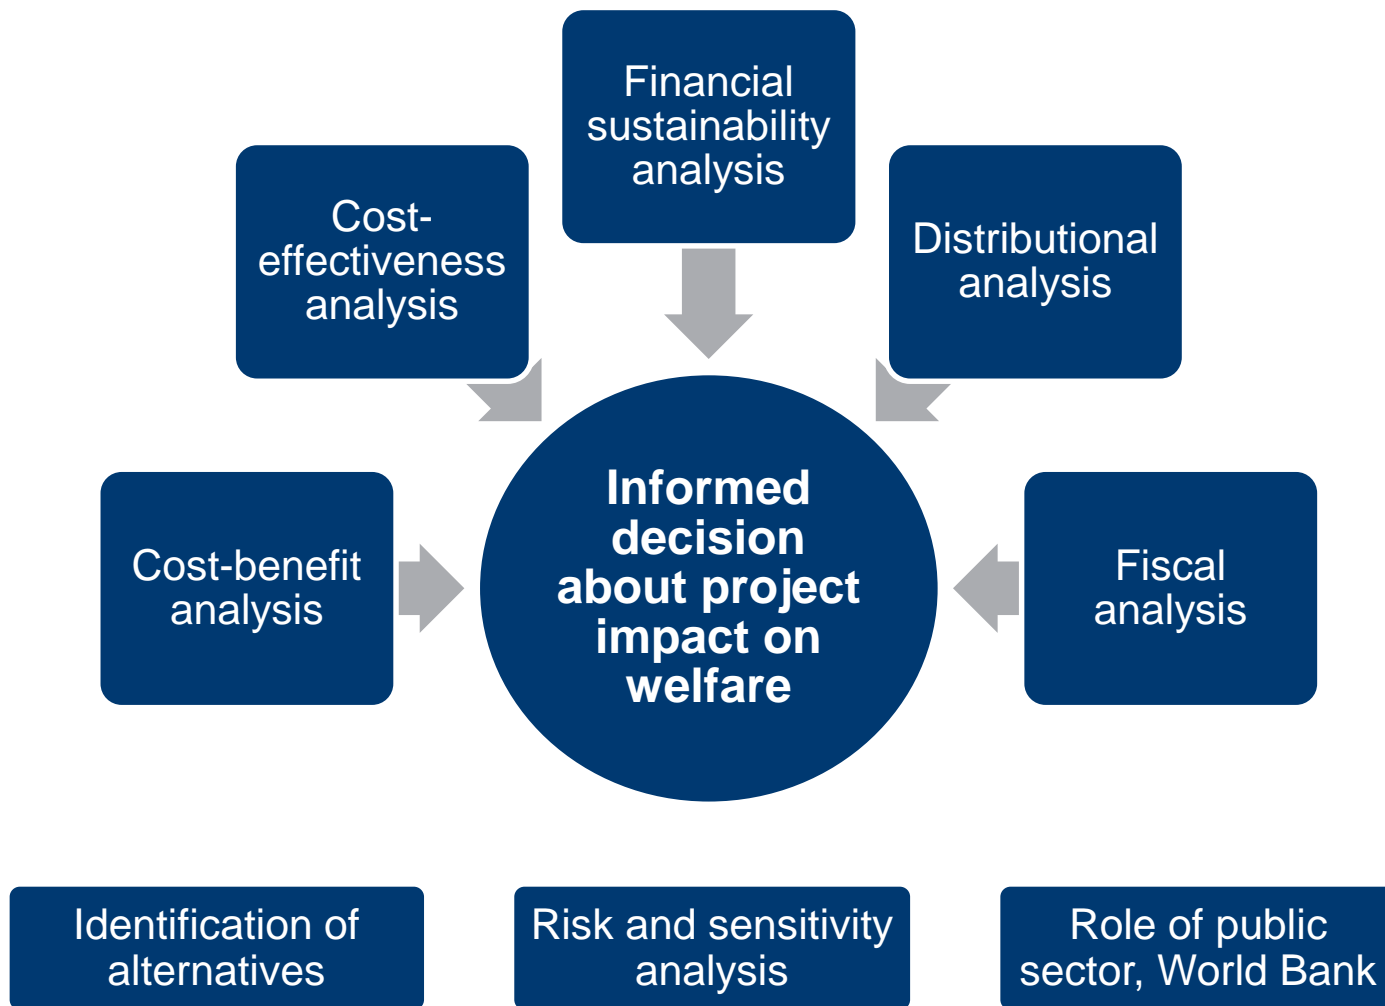 Financial
sustainability
analysis
Cost-
effectiveness
analysis
Distributional
analysis
Cost-benefit
analysis
Informed
decision
about project
impact on
welfare
Fiscal
analysis
Identification of
alternatives
Risk and sensitivity
analysis
Role of public
sector, World Bank